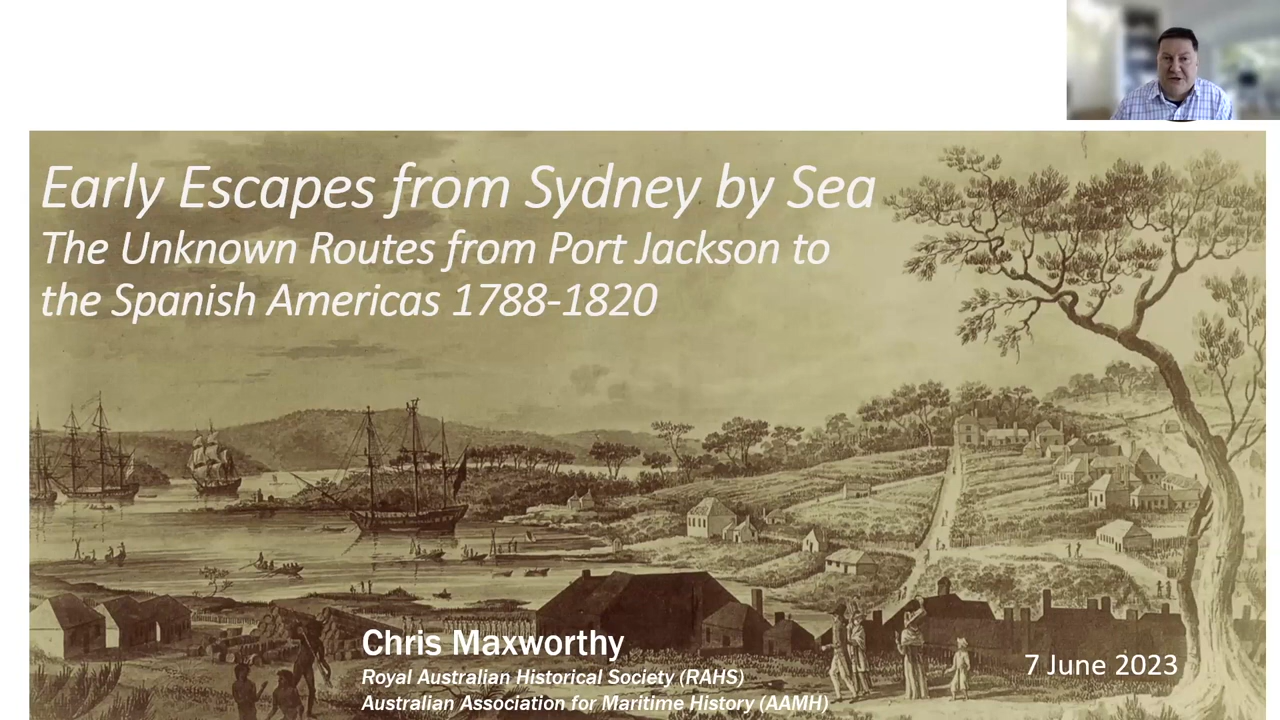 Early Escapes from Sydney by Sea
The Unknown Routes from Port Jackson to
the Spanish Americas 1788-1820
Chris Maxworthy
Royal Australian Historical Society (RAHS)
Australian Association for Maritime History (AAMH)
7 June 2023